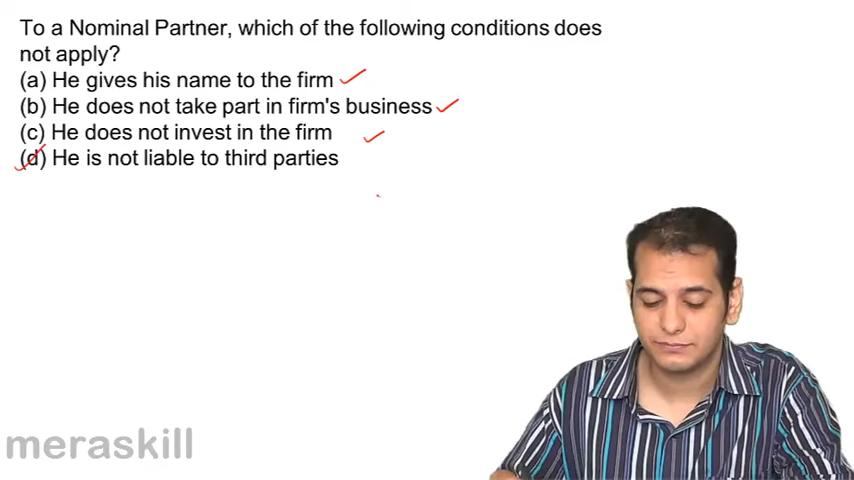 To a Nominal Partner, which of the following conditions does
not apply?
(a) He gives his name to the firm
(b) He does not take part in firm's business
(c) He does not invest in the firm
(d) He is not liable to third parties
meraskill